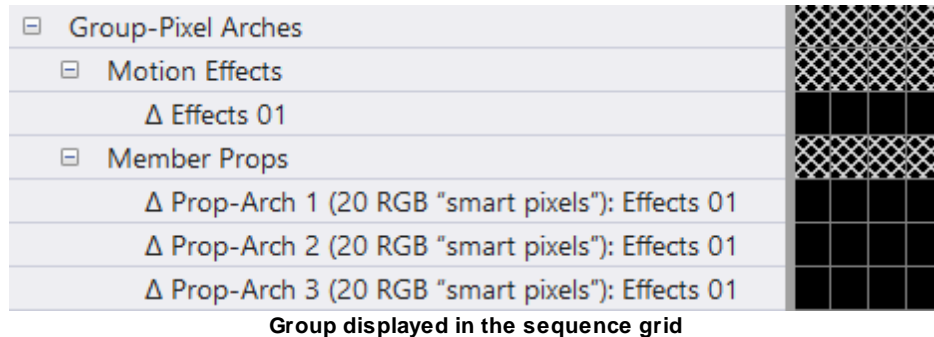 Group-Pixel Arches
Motion Effects
Δ Effects 01
Member Props
Δ Prop-Arch 1 (20 RGB “smart pixels”): Effects 01
Δ Prop-Arch 2 (20 RGB “smart pixels”): Effects 01
Δ Prop-Arch 3 (20 RGB “smart pixels”): Effects 01
Group displayed in the sequence grid